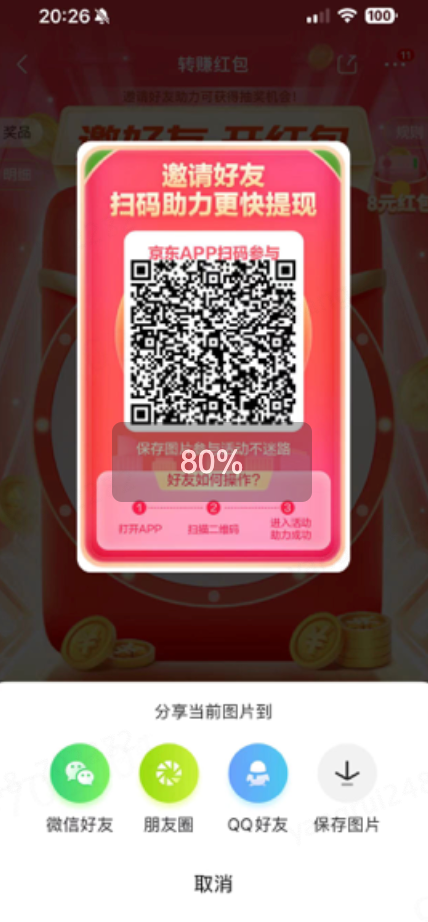 20:26
100
转赚红包
11
邀请好友助力可获得抽奖机会!
奖品
邀好友 开红包
规则
明细
8元红包
邀请好友
扫码助力更快提现
京东APP扫码参与
保存图片参与活动不迷路
80%
好友如何操作?
1
2
3
打开APP
扫描二维码
进入活动
助力成功
分享当前图片到
微信好友
朋友圈
QQ好友
保存图片
取消